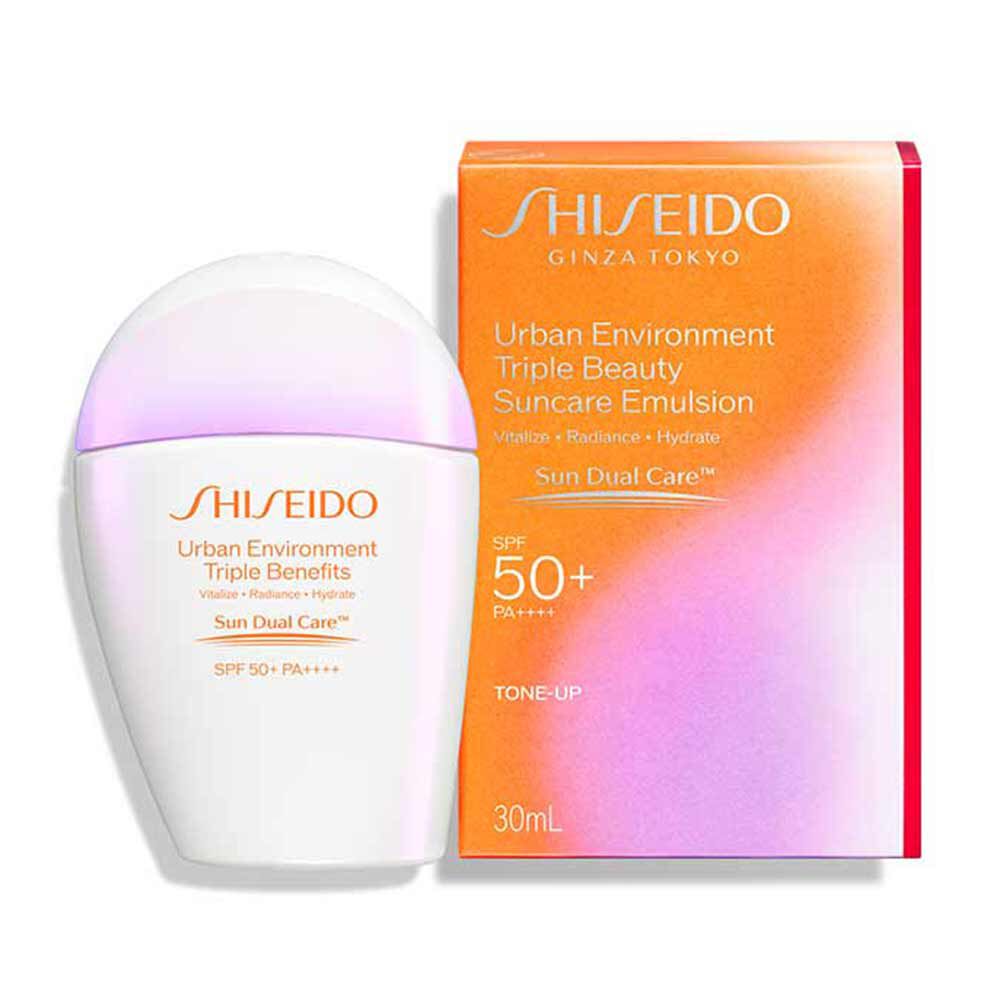 SHISEIDO
Urban Environment
Triple Benefits
Vitalize • Radiance • Hydrate
Sun Dual Care™
SPF 50+ PA++++
SHISEIDO
GINZA TOKYO
Urban Environment
Triple Beauty
Suncare Emulsion
Vitalize • Radiance • Hydrate
Sun Dual Care™
SPF
50+
PA++++
TONE-UP
30mL